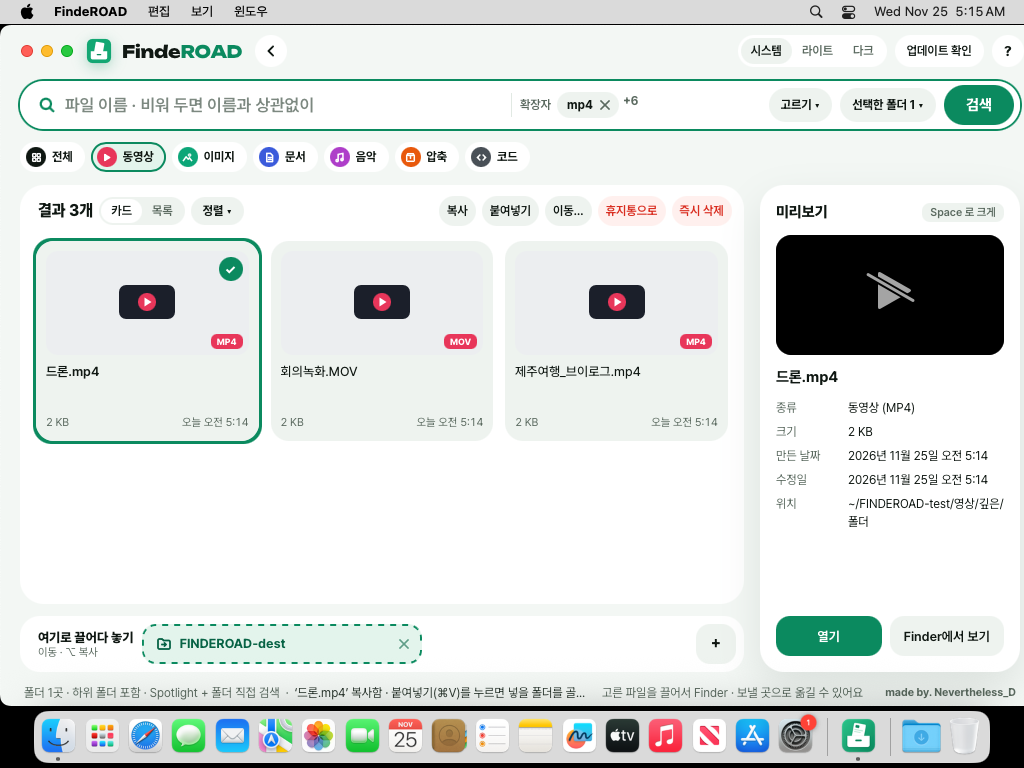 FindeROAD 편집 보기 윈도우 Wed Nov 25 5:15 AM
FindeROAD 시스템 라이트 다크 업데이트 확인 ?
파일 이름 · 비워 두면 이름과 상관없이 확장자 mp4 +6 고르기 선택한 폴더 1 검색
전체 동영상 이미지 문서 음악 압축 코드
결과 3개 카드 목록 정렬 복사 붙여넣기 이동... 휴지통으로 즉시 삭제
MP4 MOV MP4
드론.mp4 회의녹화.MOV 제주여행_브이로그.mp4
2 KB 오늘 오전 5:14 2 KB 오늘 오전 5:14 2 KB 오늘 오전 5:14
미리보기 Space 로 크게
드론.mp4
종류 동영상 (MP4)
크기 2 KB
만든 날짜 2026년 11월 25일 오전 5:14
수정일 2026년 11월 25일 오전 5:14
위치 ~/FINDEROAD-test/영상/깊은/
폴더
열기 Finder에서 보기
여기로 끌어다 놓기
이동 · ⌥ 복사
FINDEROAD-dest
+
폴더 1곳 · 하위 폴더 포함 · Spotlight + 폴더 직접 검색 · ‘드론.mp4’ 복사함 · 붙여넣기(⌘V)를 누르면 넣을 폴더를 골... 고른 파일을 끌어서 Finder · 보낼 곳으로 옮길 수 있어요 made by. Nevertheless_D
NOV
25
tv
1